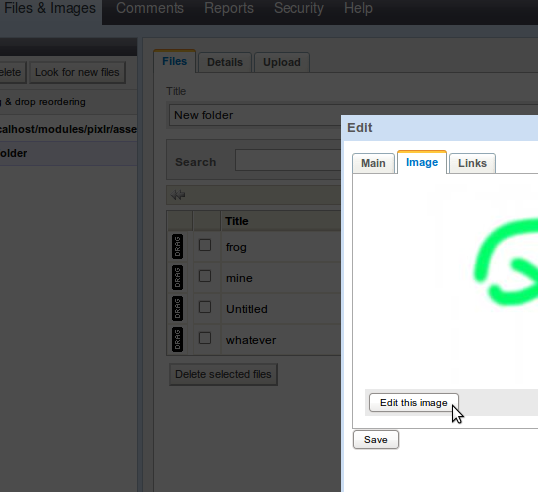 Files & Images Comments Reports Security Help
elete Look for new files
g & drop reordering
calhost/modules/pixlr/asse
older
Files Details Upload
Title
New folder
Search
Title
DRAG frog
DRAG mine
DRAG Untitled
DRAG whatever
Delete selected files
Edit
Main Image Links
Edit this image
Save